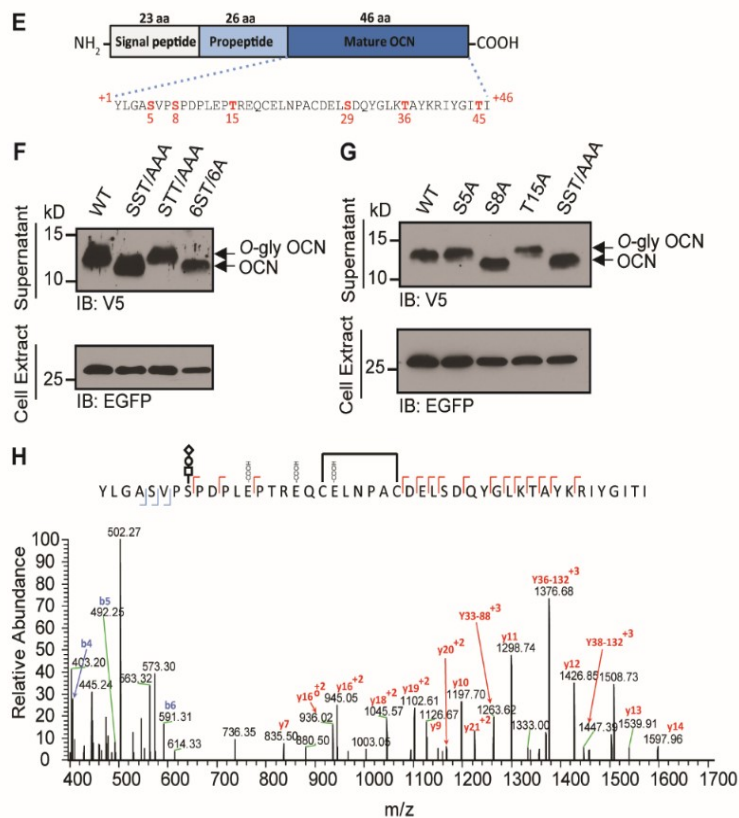 E
23 aa 26 aa 46 aa
NH2 Signal peptide Propeptide Mature OCN COOH
+1 YLGASVPSPDPLEPTREQCELNPACDELSDQYGLKTAYKRIYGITI +46
5 8 15 29 36 45
F
WT SST/AAA STT/AAA 6ST/6A
kD
Supernatant
15
10
O-gly OCN
OCN
IB: V5
Cell Extract
25
IB: EGFP
G
WT S5A S8A T15A SST/AAA
kD
Supernatant
15
10
O-gly OCN
OCN
IB: V5
Cell Extract
25
IB: EGFP
H
YLGASVPSPDPLEPTREQCELNPACDELSDQYGLKTAYKRIYGITI
Relative Abundance
100
90
80
70
60
50
40
30
20
10
0
b4
403.20
445.24
b5
492.25
502.27
563.32
573.30
b6
591.31
614.33
736.35
y7
835.50
880.50
936.02
y16+2
945.05
1003.05
y18+2
1045.57
y19+2
1102.61
y9
1126.67
y20+2
y10
1197.70
y21+2
Y33-88+3
1263.62
y11
1298.74
1333.00
Y36-132+3
1376.68
y12
1426.85
Y38-132+3
1447.39
1508.73
y13
1539.91
y14
1597.96
400 500 600 700 800 900 1000 1100 1200 1300 1400 1500 1600 1700
m/z